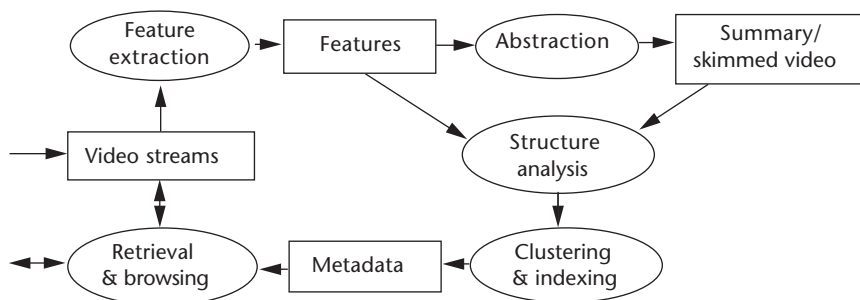 Feature
extraction
Features
Abstraction
Summary/
skimmed video
Video streams
Structure
analysis
Retrieval
& browsing
Metadata
Clustering
& indexing